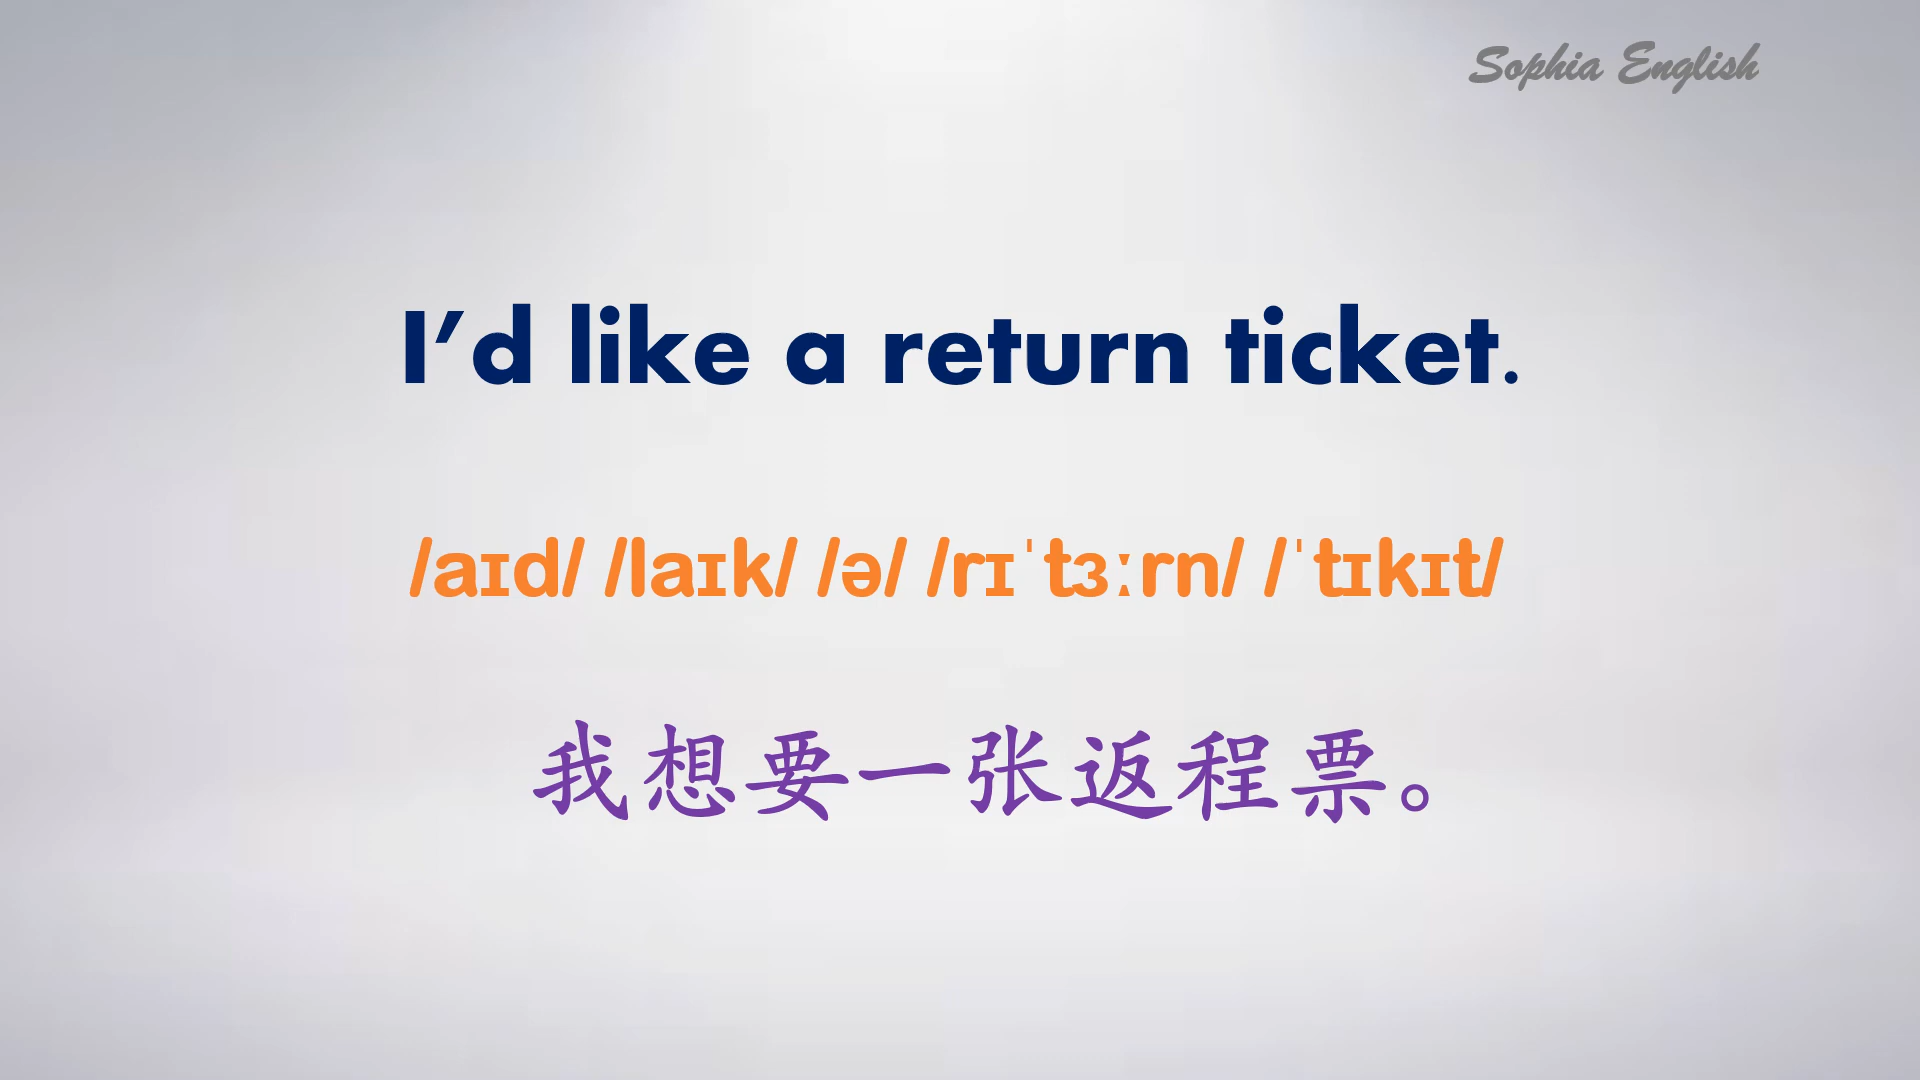 Sophia English
I’d like a return ticket.
/aɪd/ /laɪk/ /ə/ /rɪˈtɜːrn/ /ˈtɪkɪt/
我想要一张返程票。